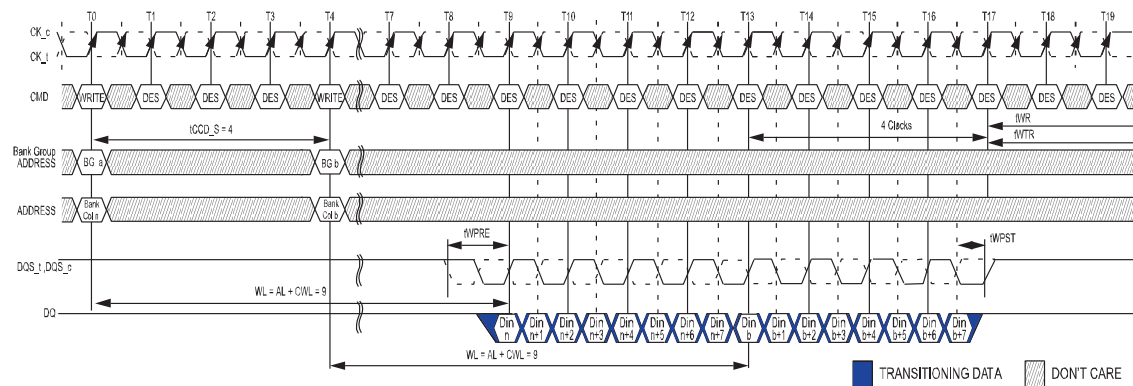 T0 T1 T2 T3 T4 T7 T8 T9 T10 T11 T12 T13 T14 T15 T16 T17 T18 T19
CK_c
CK_t
CMD WRITE DES DES DES WRITE DES DES DES DES DES DES DES DES DES DES DES DES DES
tCCD_S = 4 4 Clocks tWR
tWTR
Bank Group
ADDRESS BG a BG b
ADDRESS Bank Col n Bank Col b
tWPRE tWPST
DQS_t ,DQS_c
WL = AL + CWL = 9
DQ Din n Din n+1 Din n+2 Din n+3 Din n+4 Din n+5 Din n+6 Din n+7 Din b Din b+1 Din b+2 Din b+3 Din b+4 Din b+5 Din b+6 Din b+7
WL = AL + CWL = 9
TRANSITIONING DATA DON'T CARE